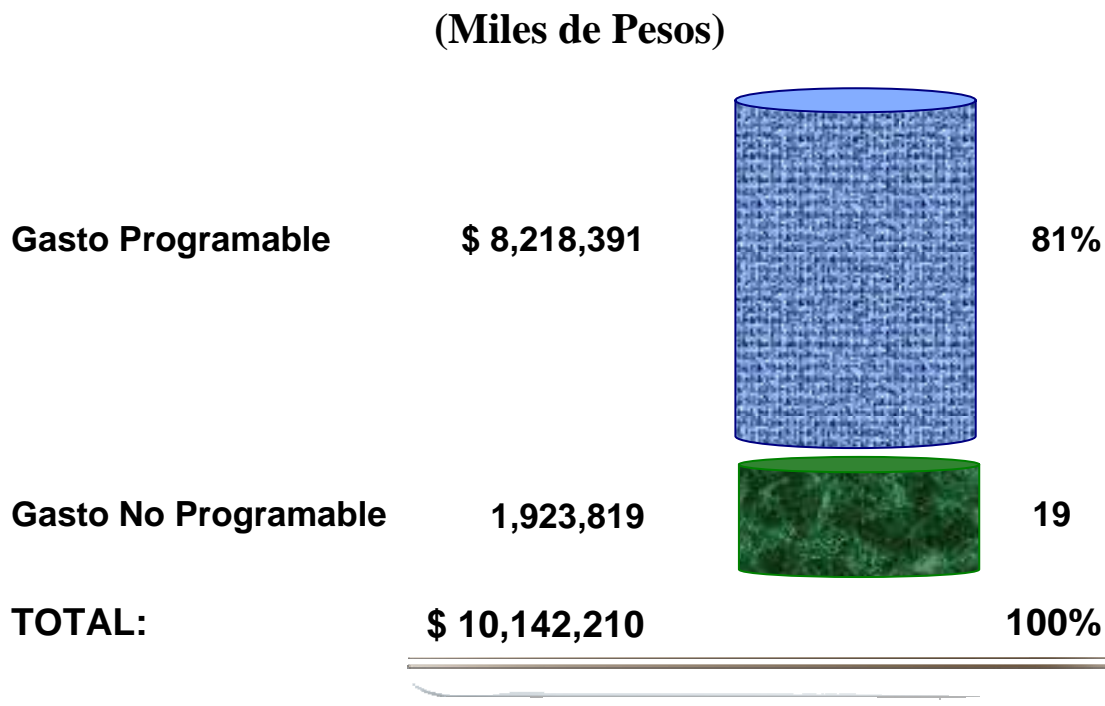 (Miles de Pesos)
Gasto Programable $ 8,218,391 81%
Gasto No Programable 1,923,819 19
TOTAL: $ 10,142,210 100%